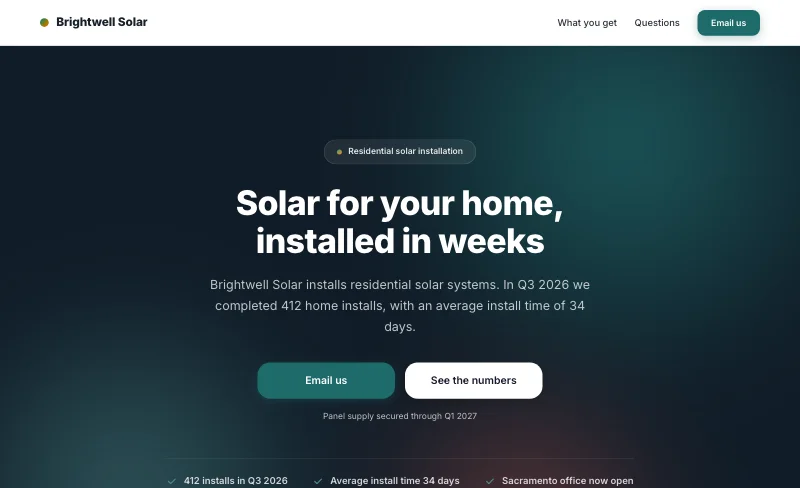 Brightwell Solar
What you get
Questions
Email us
Residential solar installation
Solar for your home,
installed in weeks
Brightwell Solar installs residential solar systems. In Q3 2026 we
completed 412 home installs, with an average install time of 34
days.
Email us
See the numbers
Panel supply secured through Q1 2027
412 installs in Q3 2026
Average install time 34 days
Sacramento office now open